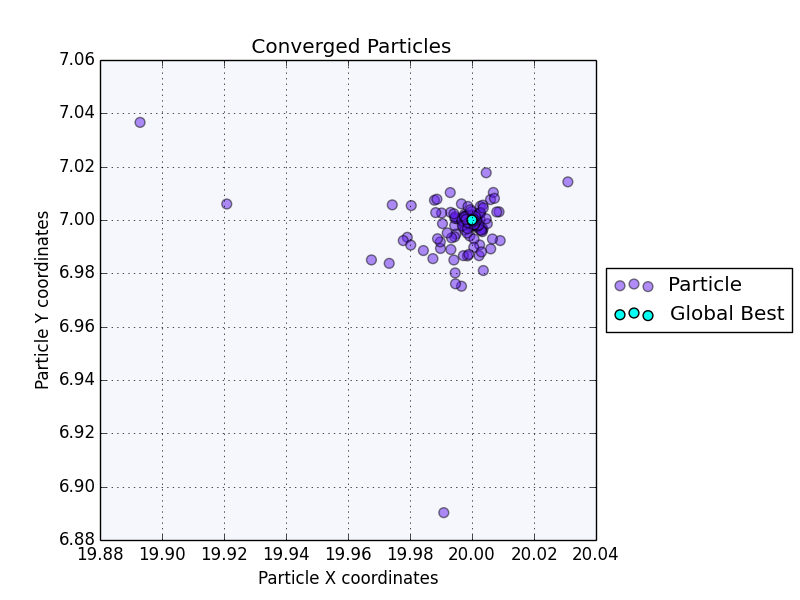 Converged Particles
7.06
7.04
7.02
7.00
6.98
6.96
6.94
6.92
6.90
6.88
Particle Y coordinates
19.88 19.90 19.92 19.94 19.96 19.98 20.00 20.02 20.04
Particle X coordinates
Particle
Global Best